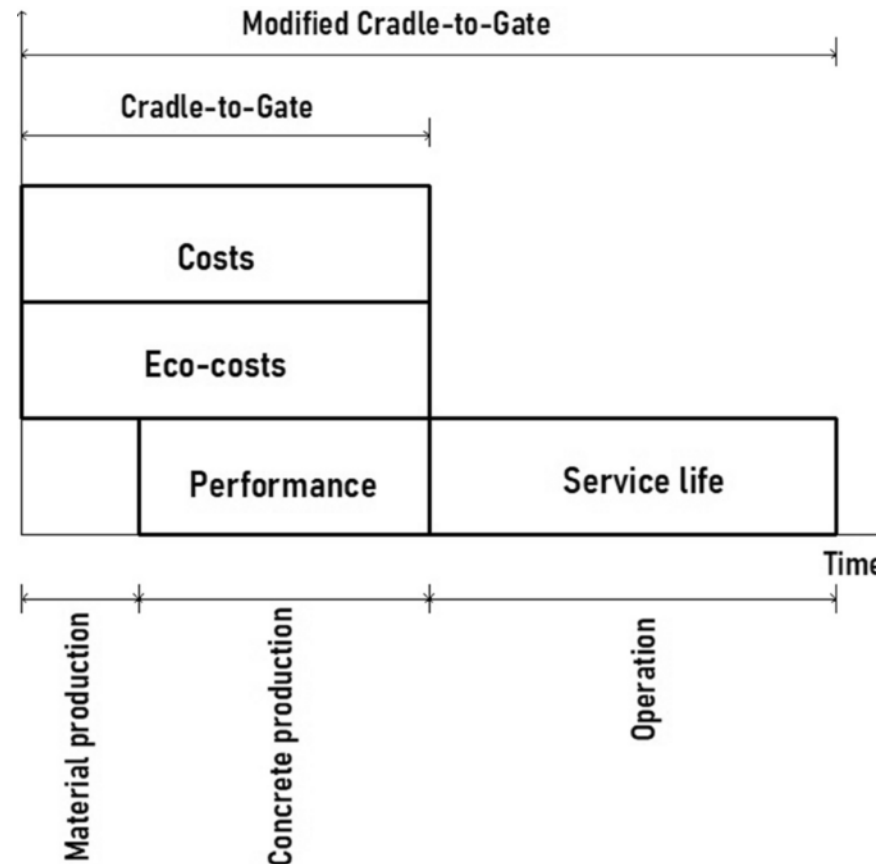 Modified Cradle-to-Gate
Cradle-to-Gate
Costs
Eco-costs
Performance
Service life
Time
Material production
Concrete production
Operation